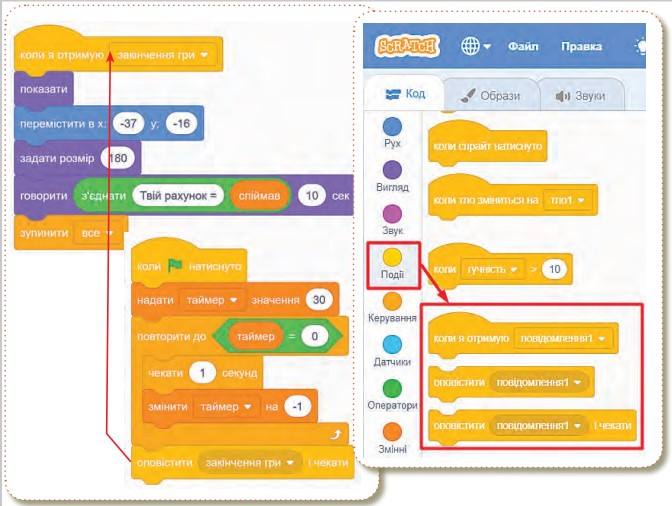 коли я отримую закінчення гри
показати
перемістити в x: -37 y: -16
задати розмір 180
говорити з'єднати Твій рахунок = спіймав 10 сек
зупинити все
коли натиснуто
надати таймер значення 30
повторити до таймер = 0
чекати 1 секунд
змінити таймер на -1
оповістити закінчення гри і чекати
SCRATCH Файл Правка
Код Образи Звуки
Рух
Вигляд
Звук
Події
Керування
Датчики
Оператори
Змінні
коли спрайт натиснуто
коли тло зміниться на тло1
коли гучність > 10
коли я отримую повідомлення1
оповістити повідомлення1
оповістити повідомлення1 і чекати